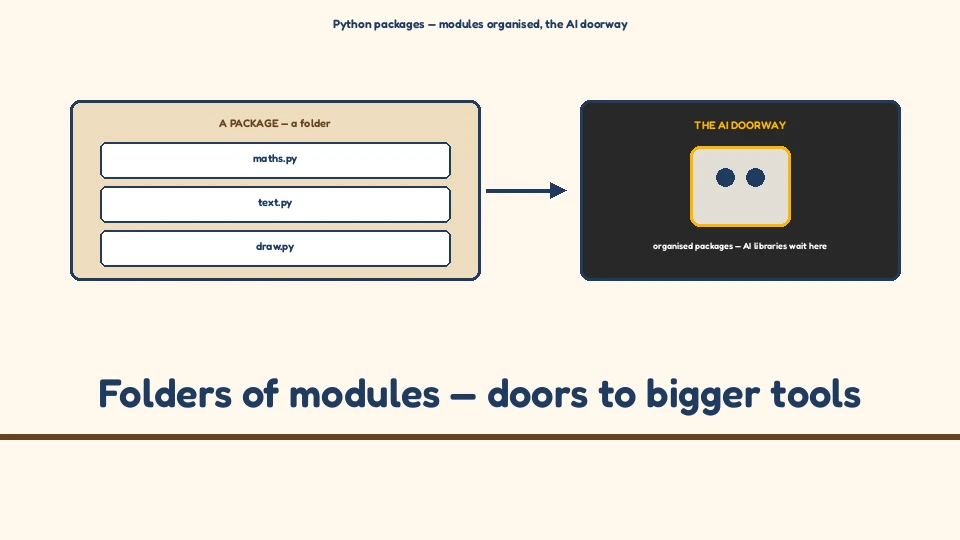 Python packages — modules organised, the AI doorway
A PACKAGE — a folder
maths.py
text.py
draw.py
THE AI DOORWAY
organised packages — AI libraries wait here
Folders of modules — doors to bigger tools